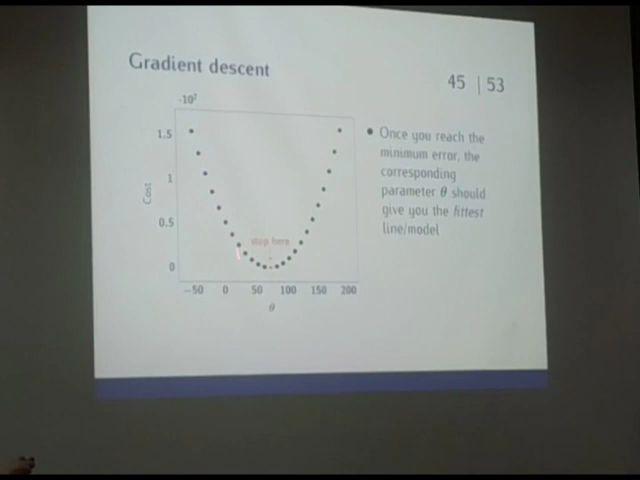 Gradient descent
45 | 53
·10⁷
1.5
1
0.5
0
Cost
stop here
−50 0 50 100 150 200
θ
• Once you reach the
minimum error, the
corresponding
parameter θ should
give you the fittest
line/model